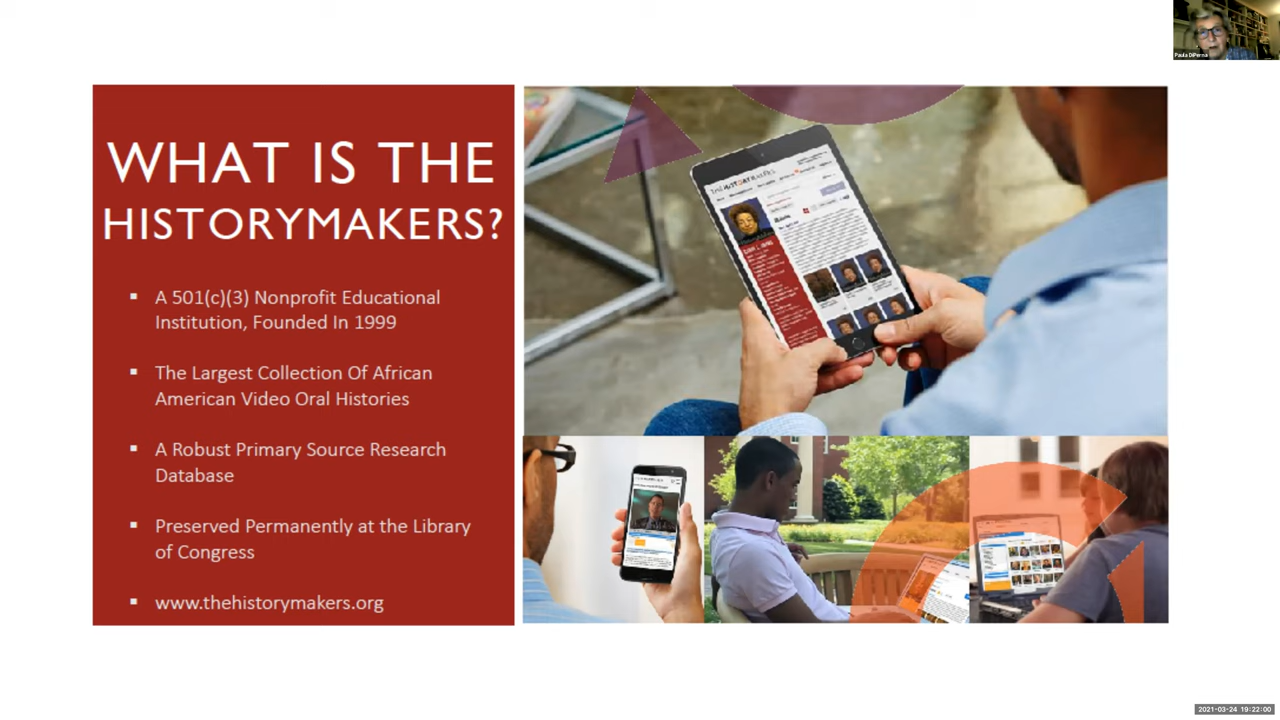 Paula DiPerna
WHAT IS THE
HISTORYMAKERS?
▪ A 501(c)(3) Nonprofit Educational
Institution, Founded In 1999
▪ The Largest Collection Of African
American Video Oral Histories
▪ A Robust Primary Source Research
Database
▪ Preserved Permanently at the Library
of Congress
▪ www.thehistorymakers.org
2021-03-24 19:22:00